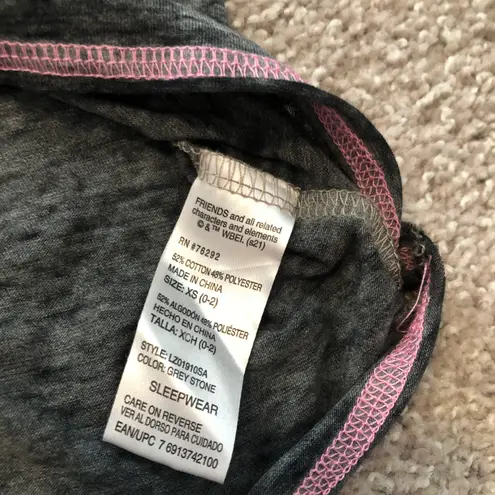 FRIENDS and all related
characters and elements
© & ™ WBEI. (s21)
RN #76292
52% COTTON 48% POLYESTER
MADE IN CHINA
SIZE: XS (0-2)
52% ALGODÓN 48% POLIÉSTER
HECHO EN CHINA
TALLA: XCH (0-2)
STYLE: LZ01910SA
COLOR: GREY STONE
SLEEPWEAR
CARE ON REVERSE
VER AL DORSO PARA CUIDADO
EAN/UPC 7 6913742100